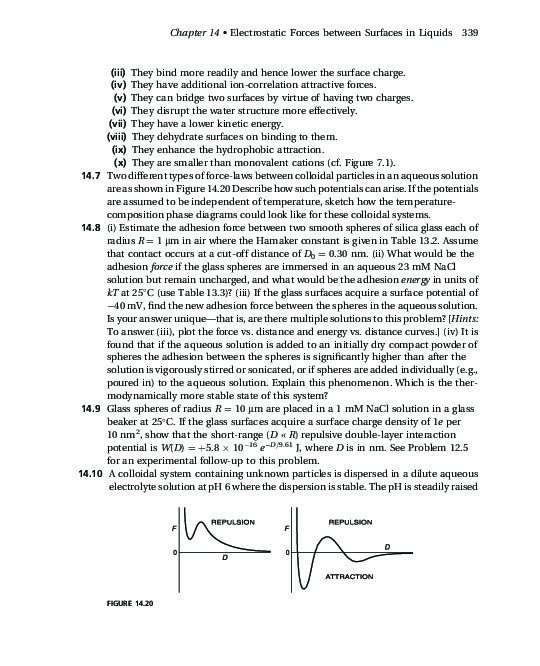 Chapter 14 • Electrostatic Forces between Surfaces in Liquids 339
(iii) They bind more readily and hence lower the surface charge.
(iv) They have additional ion-correlation attractive forces.
(v) They can bridge two surfaces by virtue of having two charges.
(vi) They disrupt the water structure more effectively.
(vii) They have a lower kinetic energy.
(viii) They dehydrate surfaces on binding to them.
(ix) They enhance the hydrophobic attraction.
(x) They are smaller than monovalent cations (cf. Figure 7.1).
14.7 Two different types of force-laws between colloidal particles in an aqueous solution
are as shown in Figure 14.20 Describe how such potentials can arise. If the potentials
are assumed to be independent of temperature, sketch how the temperature-
composition phase diagrams could look like for these colloidal systems.
14.8 (i) Estimate the adhesion force between two smooth spheres of silica glass each of
radius R = 1 μm in air where the Hamaker constant is given in Table 13.2. Assume
that contact occurs at a cut-off distance of D₀ = 0.30 nm. (ii) What would be the
adhesion force if the glass spheres are immersed in an aqueous 23 mM NaCl
solution but remain uncharged, and what would be the adhesion energy in units of
kT at 25°C (use Table 13.3)? (iii) If the glass surfaces acquire a surface potential of
−40 mV, find the new adhesion force between the spheres in the aqueous solution.
Is your answer unique—that is, are there multiple solutions to this problem? [Hints:
To answer (iii), plot the force vs. distance and energy vs. distance curves.] (iv) It is
found that if the aqueous solution is added to an initially dry compact powder of
spheres the adhesion between the spheres is significantly higher than after the
solution is vigorously stirred or sonicated, or if spheres are added individually (e.g.,
poured in) to the aqueous solution. Explain this phenomenon. Which is the ther-
modynamically more stable state of this system?
14.9 Glass spheres of radius R = 10 μm are placed in a 1 mM NaCl solution in a glass
beaker at 25°C. If the glass surfaces acquire a surface charge density of 1e per
10 nm², show that the short-range (D « R) repulsive double-layer interaction
potential is W(D) = +5.8 × 10⁻¹⁶ e^−D/9.61 J, where D is in nm. See Problem 12.5
for an experimental follow-up to this problem.
14.10 A colloidal system containing unknown particles is dispersed in a dilute aqueous
electrolyte solution at pH 6 where the dispersion is stable. The pH is steadily raised
F REPULSION
0
D
F REPULSION
0 D
ATTRACTION
FIGURE 14.20